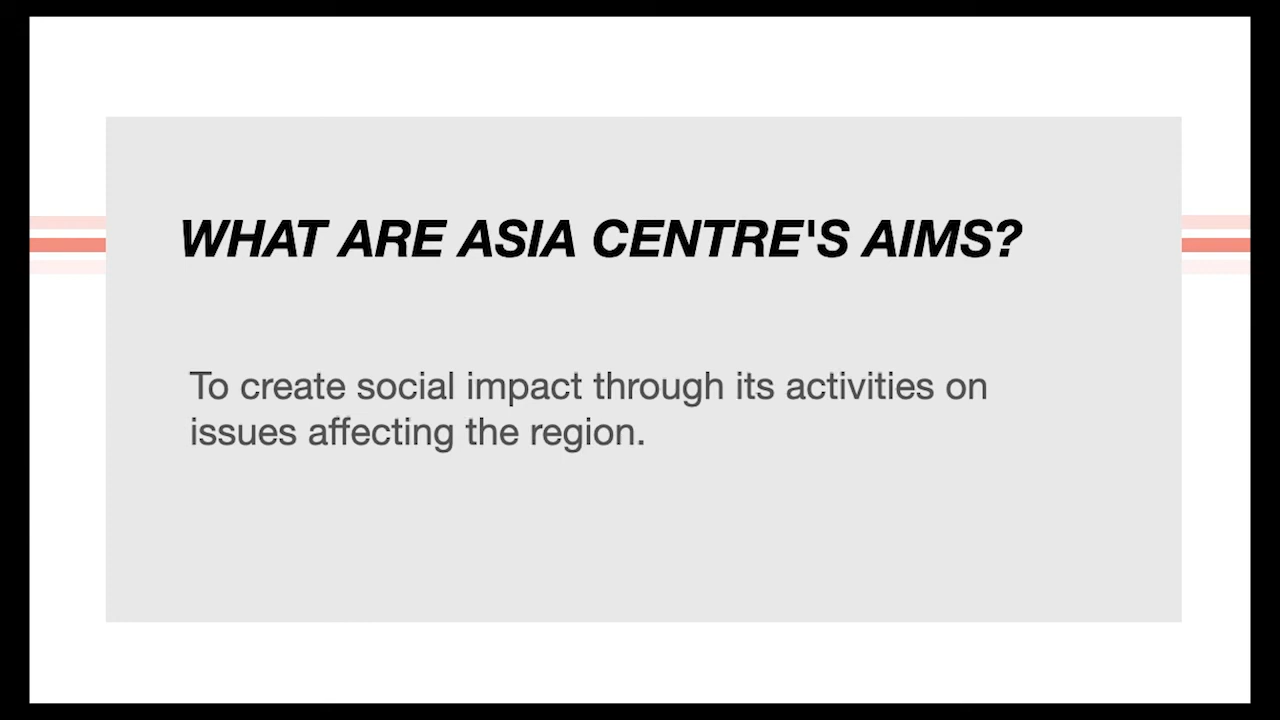 WHAT ARE ASIA CENTRE'S AIMS?
To create social impact through its activities on
issues affecting the region.